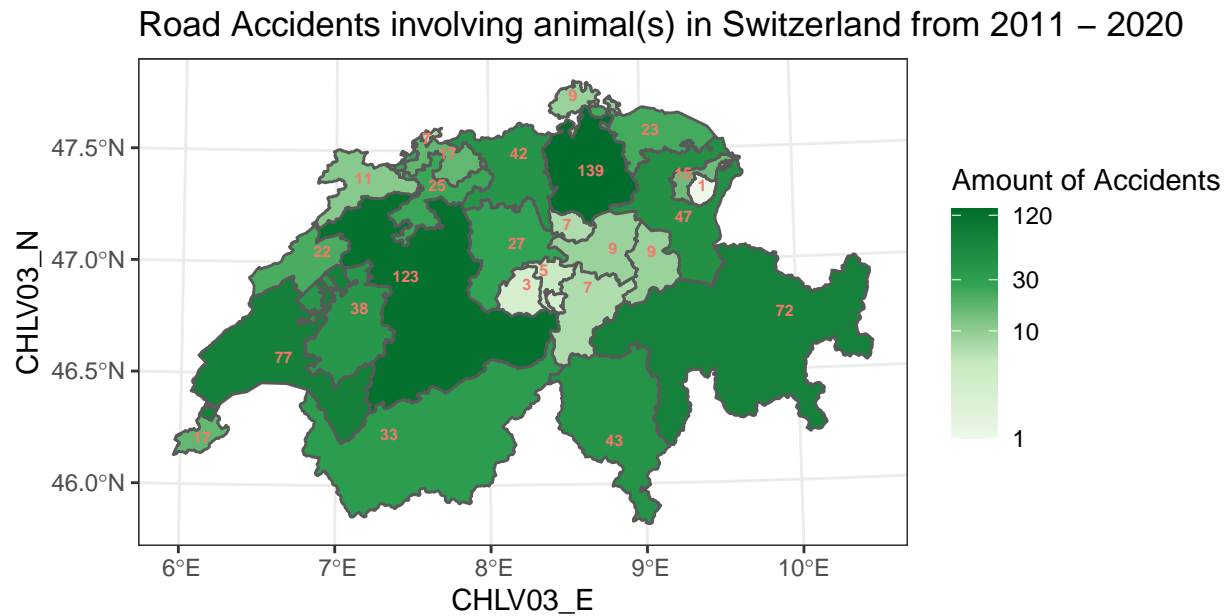 Road Accidents involving animal(s) in Switzerland from 2011 – 2020
9
23
47.5°N
7
17
42
139
15
1
11
25
47
Amount of Accidents
120
7
22
27
9
9
47.0°N
30
123
5
3
7
10
38
72
CHLV03_N
77
46.5°N
33
17
43
1
46.0°N
6°E
7°E
8°E
9°E
10°E
CHLV03_E